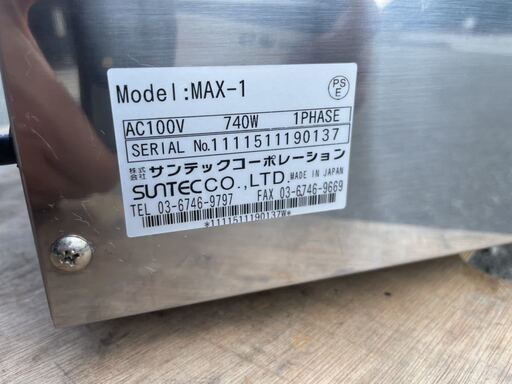 Model:MAX-1
PS
E
AC100V 740W 1PHASE
SERIAL No.1111511190137
株式会社 サンテックコーポレーション
SUNTEC CO.,LTD. MADE IN JAPAN
TEL 03-6746-9797 FAX 03-6746-9669
*1111511190137W*